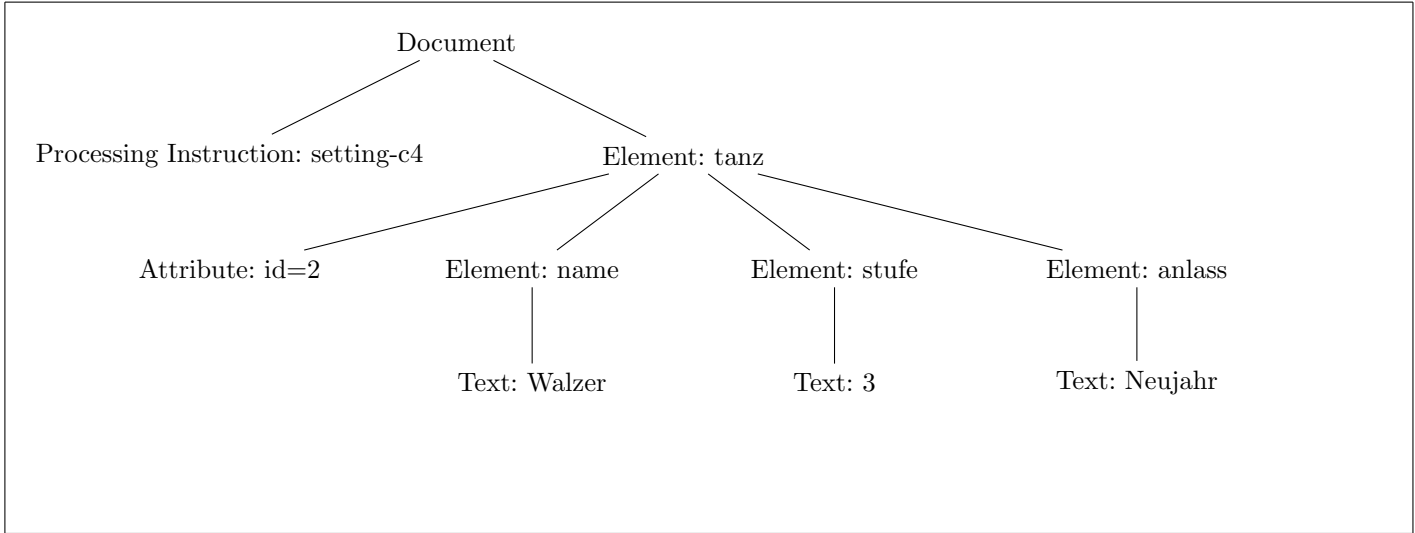 Document
Processing Instruction: setting-c4
Element: tanz
Attribute: id=2
Element: name
Element: stufe
Element: anlass
Text: Walzer
Text: 3
Text: Neujahr